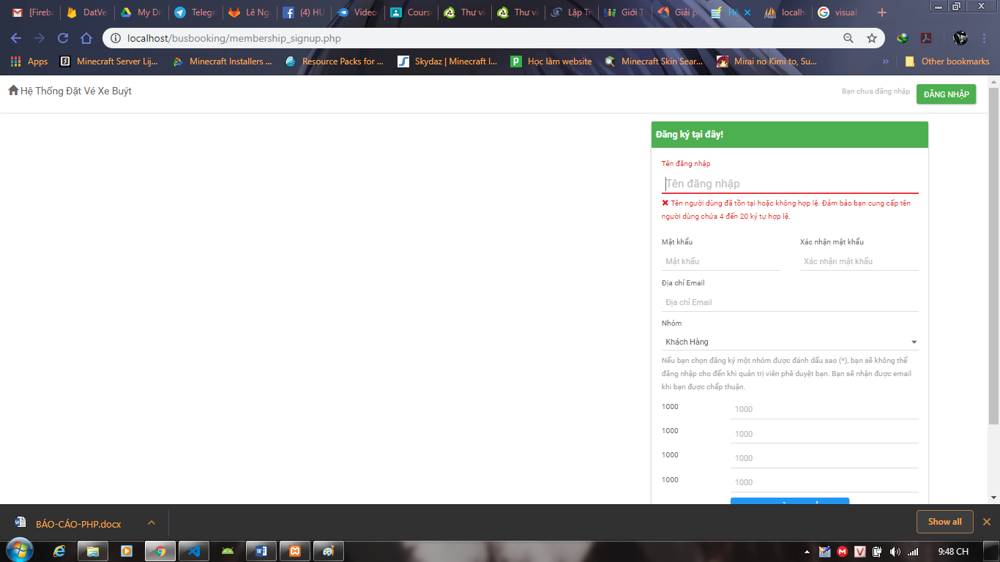 [Fireba
DatVe
My Dr
Telegra
Lê Ng
(4) HU
Video
Course
Thư vi
Thư vi
Lập Tr
Giới T
Giải p
Hệ
localh
visual
localhost/busbooking/membership_signup.php
Apps
Minecraft Server Lij...
Minecraft Installers ...
Resource Packs for ...
Skydaz | Minecraft I...
Học làm website
Minecraft Skin Sear...
Mirai no Kimi to, Su...
»
Other bookmarks
Hệ Thống Đặt Vé Xe Buýt
Bạn chưa đăng nhập
ĐĂNG NHẬP
Đăng ký tại đây!
Tên đăng nhập
Tên đăng nhập
Tên người dùng đã tồn tại hoặc không hợp lệ. Đảm bảo bạn cung cấp tên
người dùng chứa 4 đến 20 ký tự hợp lệ.
Mật khẩu
Xác nhận mật khẩu
Mật khẩu
Xác nhận mật khẩu
Địa chỉ Email
Địa chỉ Email
Nhóm
Khách Hàng
Nếu bạn chọn đăng ký một nhóm được đánh dấu sao (*), bạn sẽ không thể
đăng nhập cho đến khi quản trị viên phê duyệt bạn. Bạn sẽ nhận được email
khi bạn được chấp thuận.
1000
1000
1000
1000
1000
1000
1000
1000
BÁO-CÁO-PHP.docx
Show all
9:48 CH